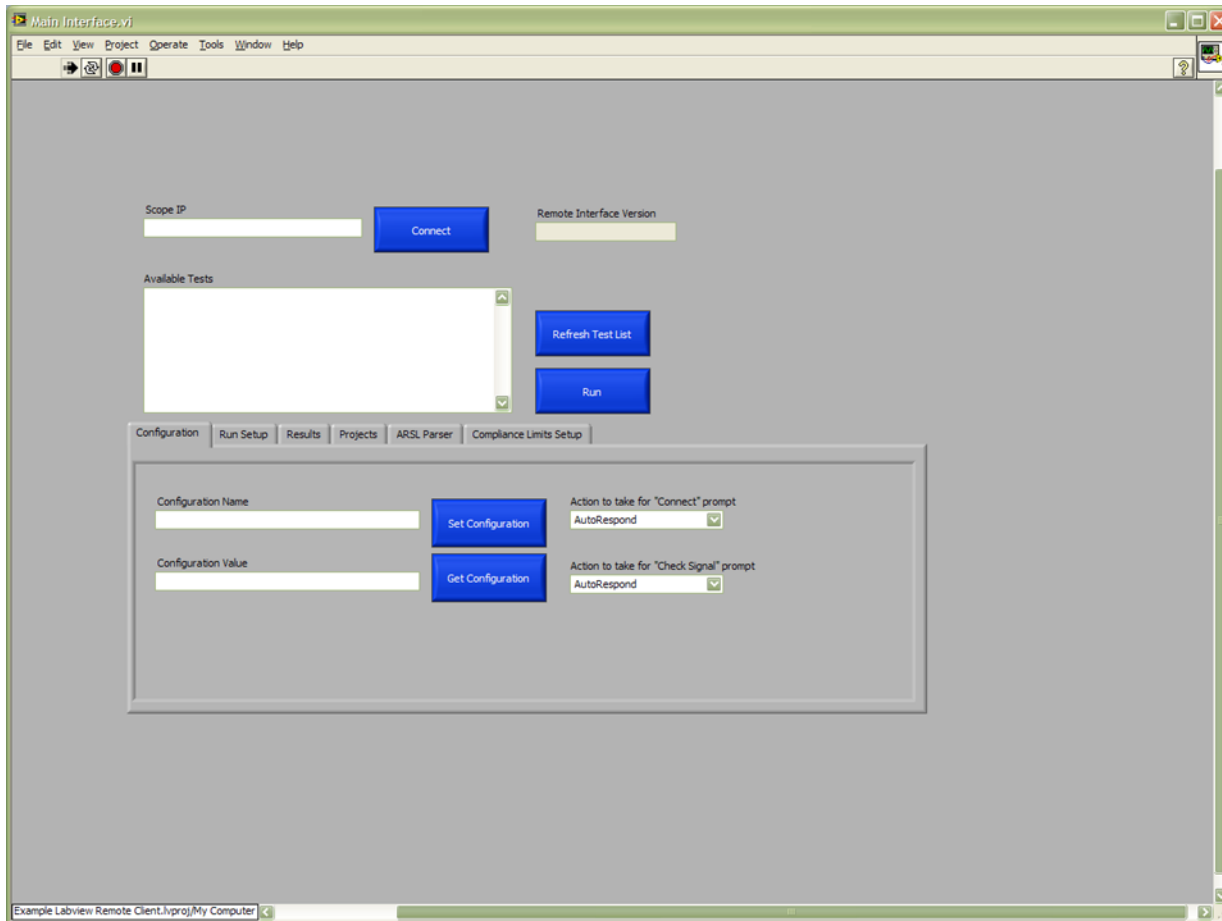 Main Interface.vi
File Edit View Project Operate Tools Window Help
Scope IP
Connect
Remote Interface Version
Available Tests
Refresh Test List
Run
Configuration Run Setup Results Projects ARSL Parser Compliance Limits Setup
Configuration Name
Set Configuration
Action to take for "Connect" prompt
AutoRespond
Configuration Value
Get Configuration
Action to take for "Check Signal" prompt
AutoRespond
Example Labview Remote Client.lvproj/My Computer